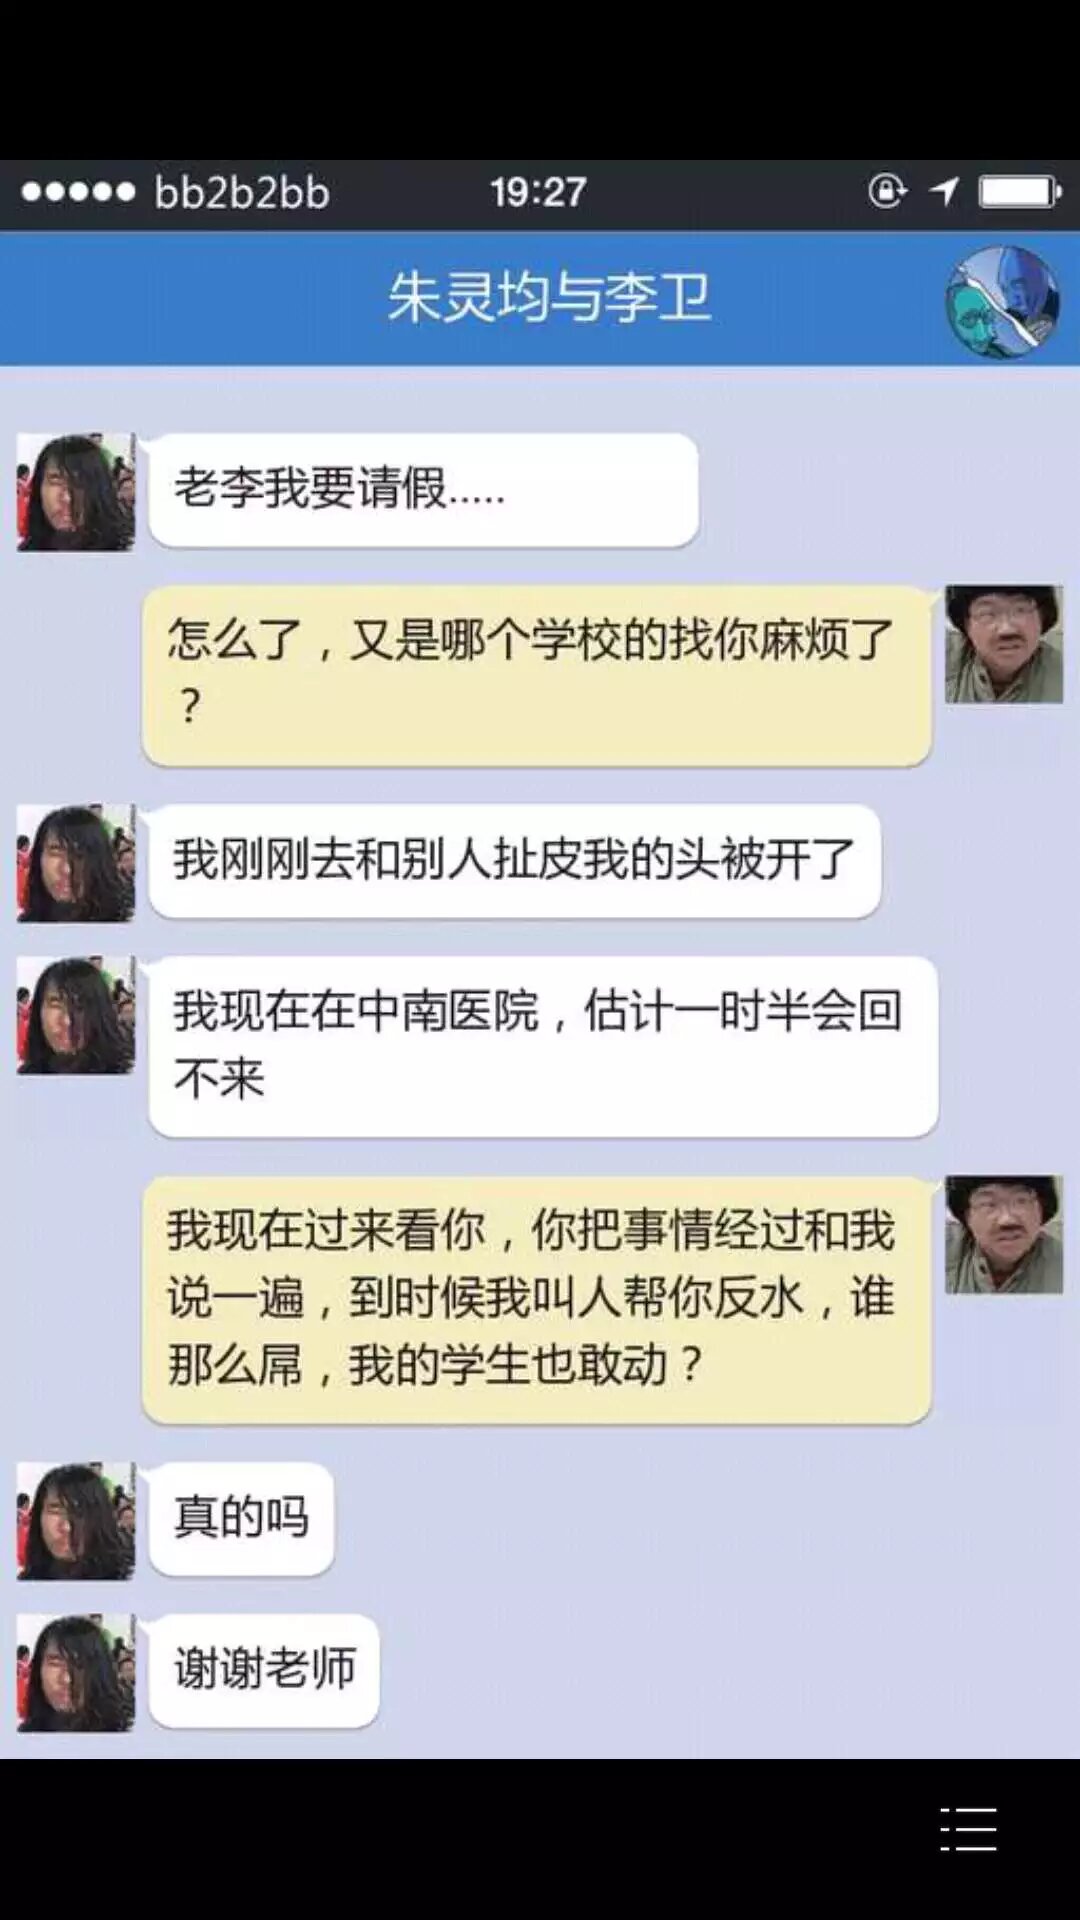 bb2b2bb 19:27
朱灵均与李卫
老李我要请假.....
怎么了，又是哪个学校的找你麻烦了
？
我刚刚去和别人扯皮我的头被开了
我现在在中南医院，估计一时半会回
不来
我现在过来看你，你把事情经过和我
说一遍，到时候我叫人帮你反水，谁
那么屌，我的学生也敢动？
真的吗
谢谢老师